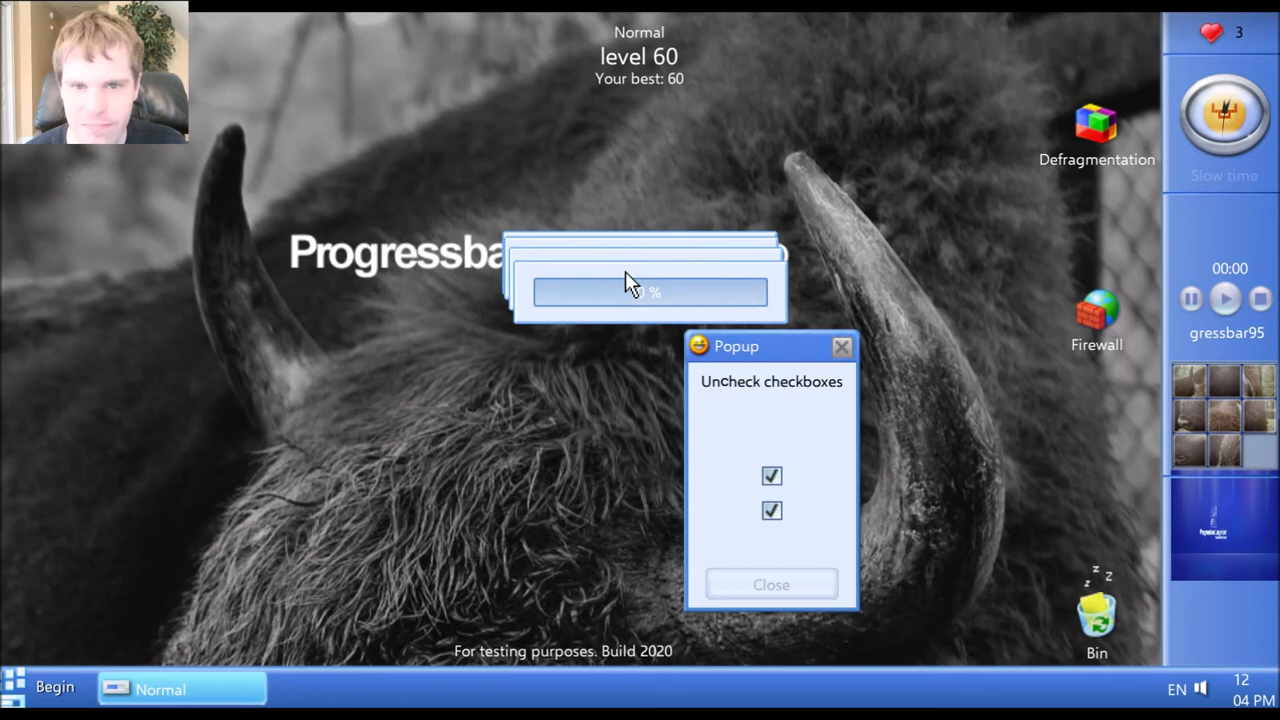 Normal
level 60
Your best: 60
3
Defragmentation
Slow time
Progressba
%
00:00
gressbar95
Firewall
Popup
Uncheck checkboxes
Close
z z
z
Bin
For testing purposes. Build 2020
Begin
Normal
EN
12
04 PM